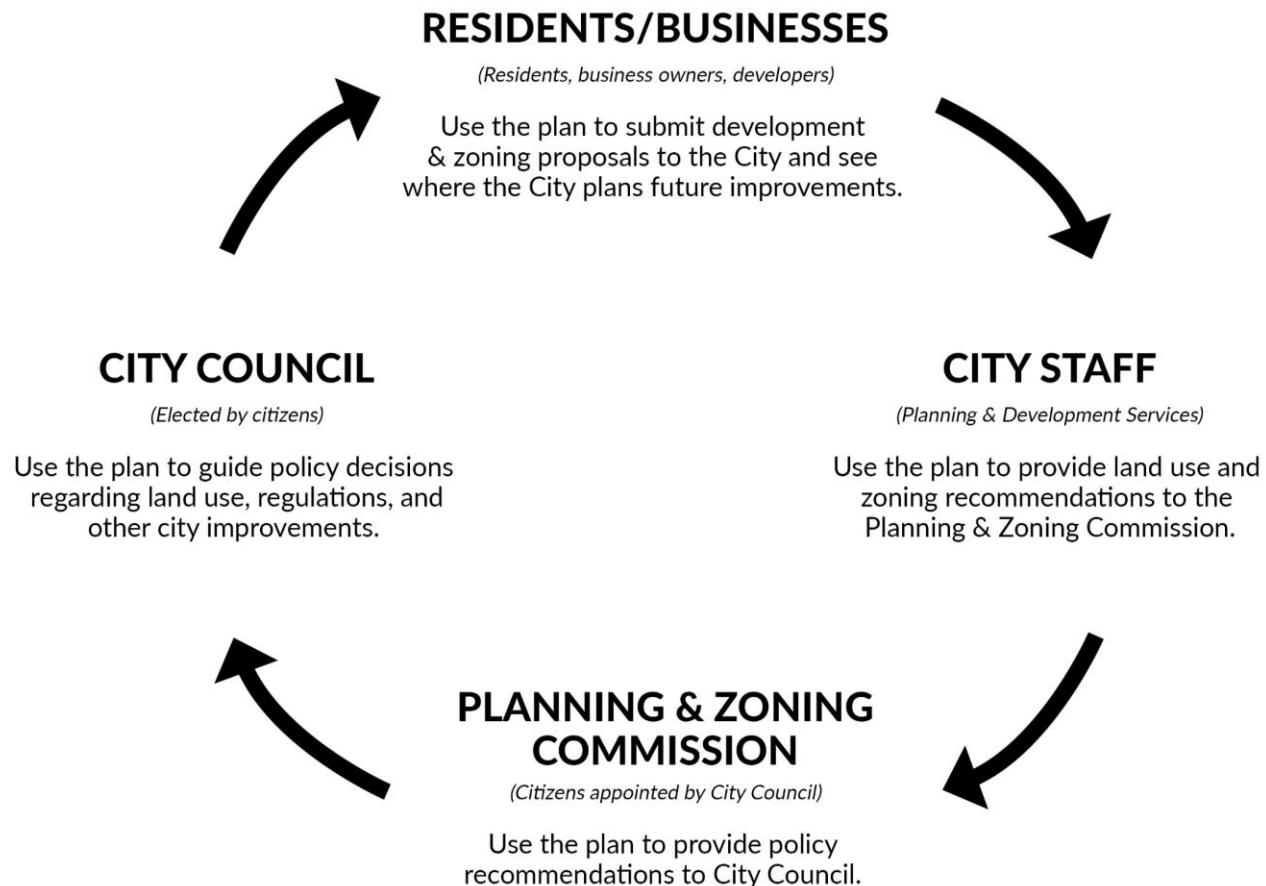 RESIDENTS/BUSINESSES
(Residents, business owners, developers)
Use the plan to submit development
& zoning proposals to the City and see
where the City plans future improvements.
CITY STAFF
(Planning & Development Services)
Use the plan to provide land use and
zoning recommendations to the
Planning & Zoning Commission.
PLANNING & ZONING
COMMISSION
(Citizens appointed by City Council)
Use the plan to provide policy
recommendations to City Council.
CITY COUNCIL
(Elected by citizens)
Use the plan to guide policy decisions
regarding land use, regulations, and
other city improvements.